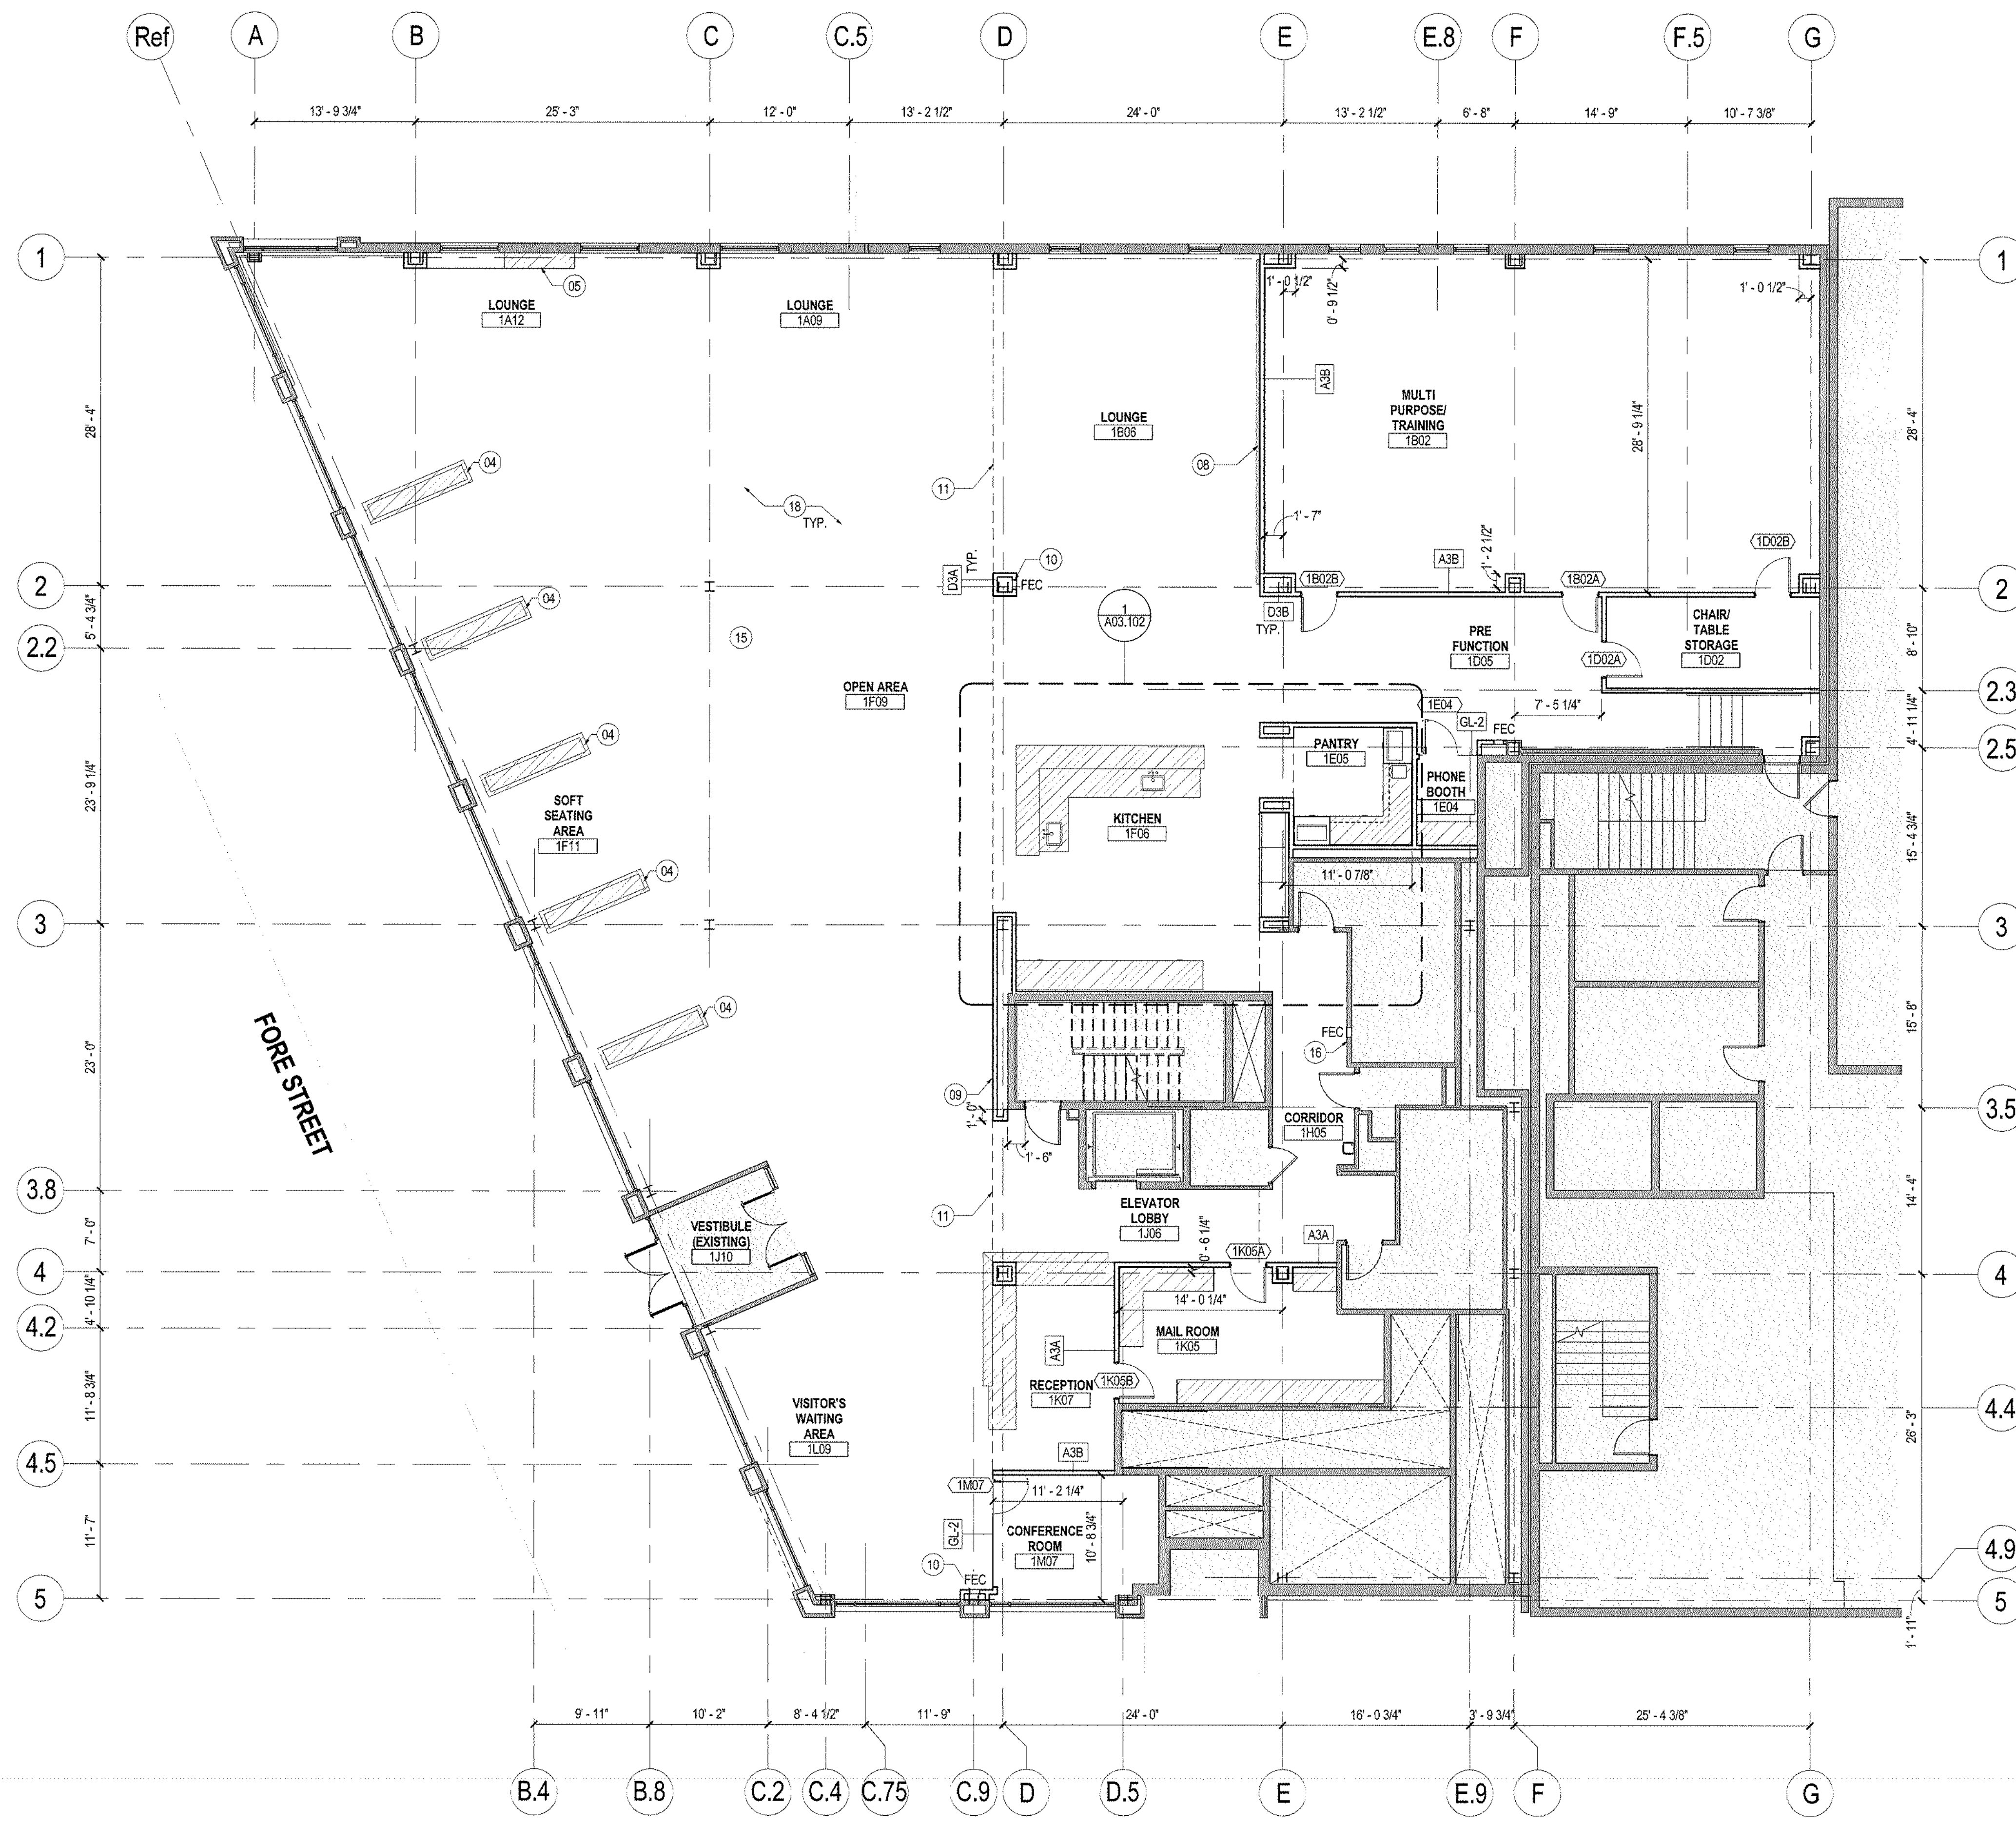 Ref
A
B
C
C.5
D
E
E.8
F
F.5
G
13' - 9 3/4"
25' - 3"
12' - 0"
13' - 2 1/2"
24' - 0"
13' - 2 1/2"
6' - 8"
14' - 9"
10' - 7 3/8"
1
1
05
LOUNGE
1A12
LOUNGE
1A09
1' - 0 1/2"
0' - 9 1/2"
1' - 0 1/2"
28' - 4"
A3B
LOUNGE
1B06
MULTI
PURPOSE/
TRAINING
1B02
28' - 9 1/4"
28' - 4"
04
11
08
18
TYP.
1' - 7"
1' - 2 1/2"
1D02B
2
D3A
TYP.
10
FEC
1B02B
A3B
1B02A
2
04
1
A03.102
D3B
TYP.
5' - 4 3/4"
15
PRE
FUNCTION
1D05
CHAIR/
TABLE
STORAGE
1D02
1D02A
8' - 10"
2.2
OPEN AREA
1F09
2.3
1E04
GL-2
FEC
7' - 5 1/4"
4' - 11 1/4"
04
PANTRY
1E05
2.5
23' - 9 1/4"
SOFT
SEATING
AREA
1F11
KITCHEN
1F06
PHONE
BOOTH
1E04
15' - 4 3/4"
04
11' - 0 7/8"
3
3
04
FEC
16
15' - 8"
FORE STREET
23' - 0"
09
1' - 0"
1' - 6"
CORRIDOR
1H05
3.5
3.8
11
ELEVATOR
LOBBY
1J06
14' - 4"
VESTIBULE
(EXISTING)
1J10
7' - 0"
0' - 6 1/4"
1K05A
A3A
4
4
4' - 10 1/4"
14' - 0 1/4"
4.2
MAIL ROOM
1K05
A3A
RECEPTION
1K07
1K05B
11' - 8 3/4"
VISITOR'S
WAITING
AREA
1L09
4.4
26' - 3"
4.5
A3B
1M07
11' - 2 1/4"
GL-2
CONFERENCE
ROOM
1M07
10' - 8 3/4"
11' - 7"
10
FEC
4.9
5
5
1' - 11"
9' - 11"
10' - 2"
8' - 4 1/2"
11' - 9"
24' - 0"
16' - 0 3/4"
3' - 9 3/4"
25' - 4 3/8"
B.4
B.8
C.2
C.4
C.75
C.9
D
D.5
E
E.9
F
G